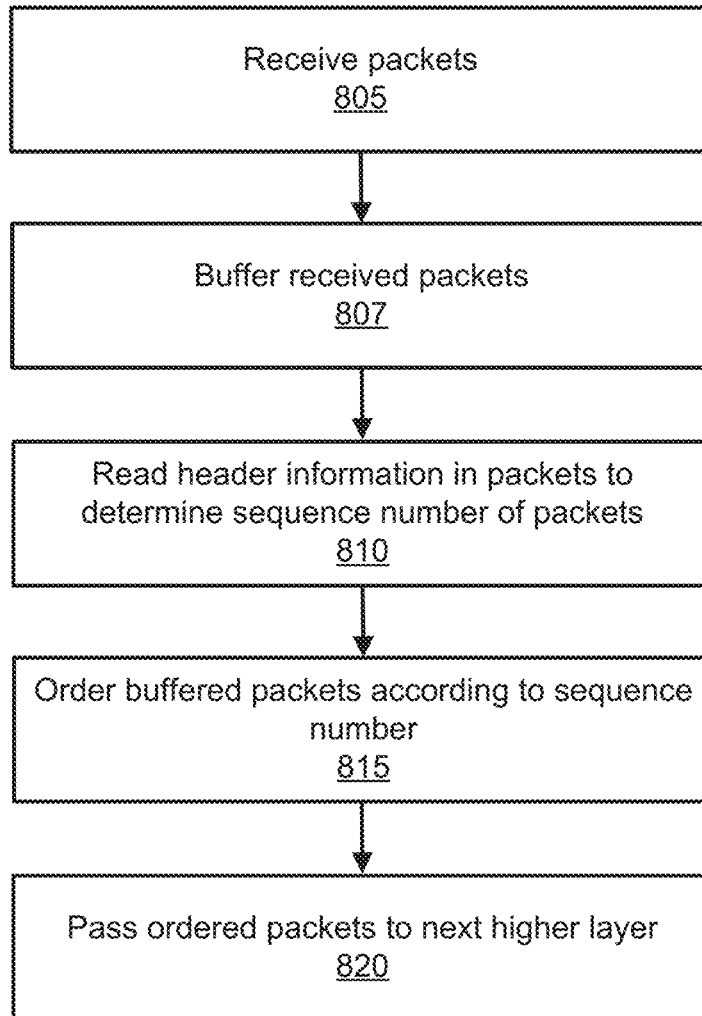 Receive packets
805
Buffer received packets
807
Read header information in packets to
determine sequence number of packets
810
Order buffered packets according to sequence
number
815
Pass ordered packets to next higher layer
820